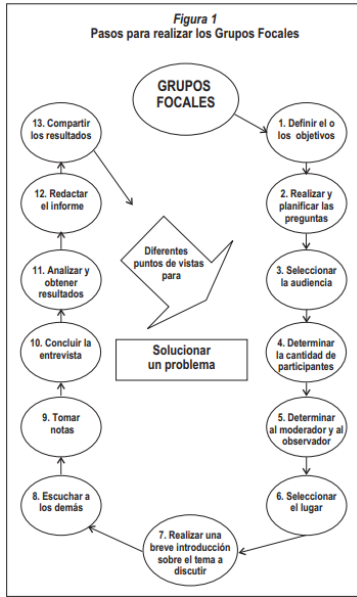 Figura 1
Pasos para realizar los Grupos Focales
GRUPOS
FOCALES
1. Definir el o
los objetivos
2. Realizar y
planificar las
preguntas
3. Seleccionar
la audiencia
4. Determinar
la cantidad de
participantes
5. Determinar
al moderador y al
observador
6. Seleccionar
el lugar
7. Realizar una
breve introducción
sobre el tema a
discutir
8. Escuchar a
los demás
9. Tomar
notas
10. Concluir la
entrevista
11. Analizar y
obtener
resultados
12. Redactar
el informe
13. Compartir
los resultados
Diferentes
puntos de vistas
para
Solucionar
un problema